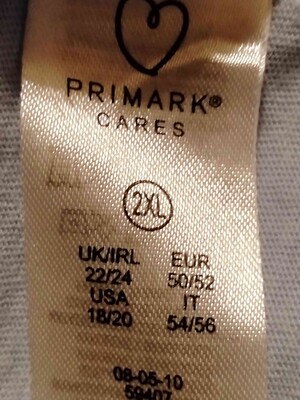 PRIMARK®
CARES
2XL
UK/IRL EUR
22/24 50/52
USA IT
18/20 54/56
08-05-10
59407